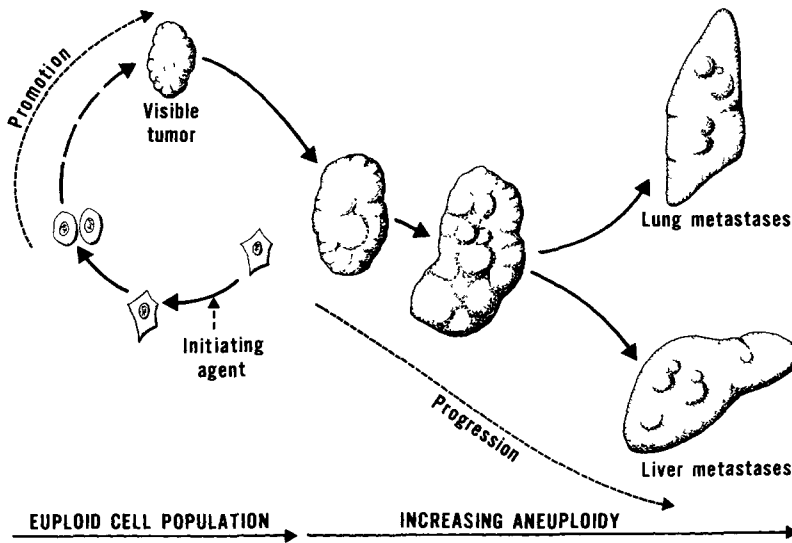 Promotion
Visible
tumor
Initiating
agent
Lung metastases
Progression
Liver metastases
EUPLOID CELL POPULATION
INCREASING ANEUPLOIDY